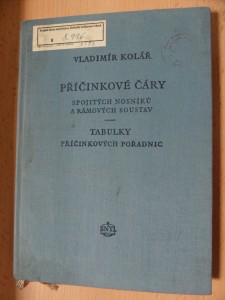 VLADIMÍR KOLÁŘ
PŘÍČINKOVÉ ČÁRY
SPOJITÝCH NOSNÍKŮ
A RÁMOVÝCH SOUSTAV
TABULKY
PŘÍČINKOVÝCH POŘADNIC
SNTL